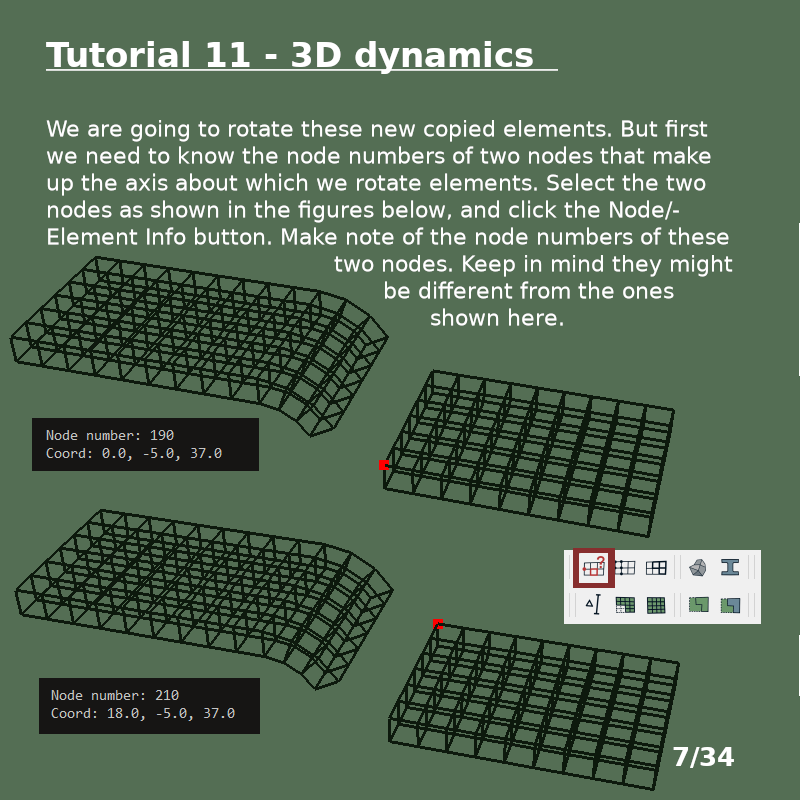 Tutorial 11 - 3D dynamics
We are going to rotate these new copied elements. But first
we need to know the node numbers of two nodes that make
up the axis about which we rotate elements. Select the two
nodes as shown in the figures below, and click the Node/-
Element Info button. Make note of the node numbers of these
two nodes. Keep in mind they might
be different from the ones
shown here.
Node number: 190
Coord: 0.0, -5.0, 37.0
?
Node number: 210
Coord: 18.0, -5.0, 37.0
7/34